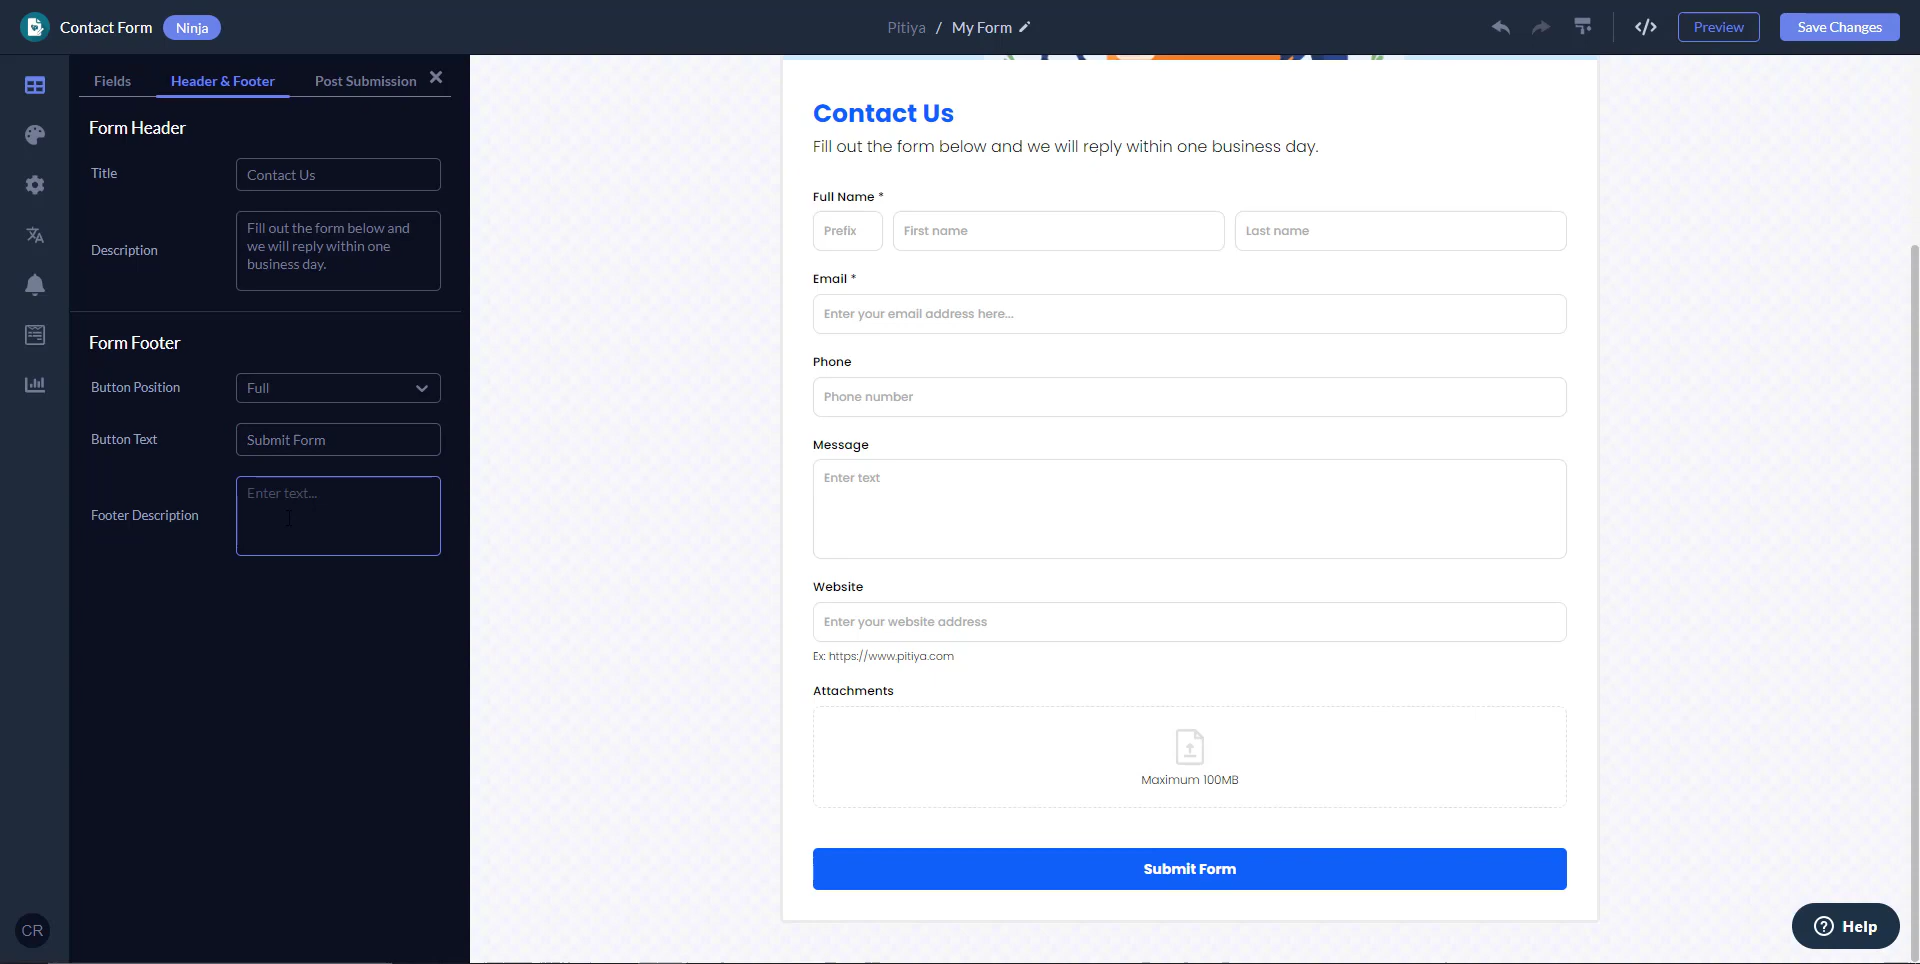 Contact Form Ninja
Pitiya / My Form
Preview
Save Changes
Fields
Header & Footer
Post Submission
Form Header
Title
Contact Us
Description
Fill out the form below and
we will reply within one
business day.
Form Footer
Button Position
Full
Button Text
Submit Form
Footer Description
Enter text...
CR
Contact Us
Fill out the form below and we will reply within one business day.
Full Name *
Prefix
First name
Last name
Email *
Enter your email address here...
Phone
Phone number
Message
Enter text
Website
Enter your website address
Ex: https://www.pitiya.com
Attachments
Maximum 100MB
Submit Form
Help